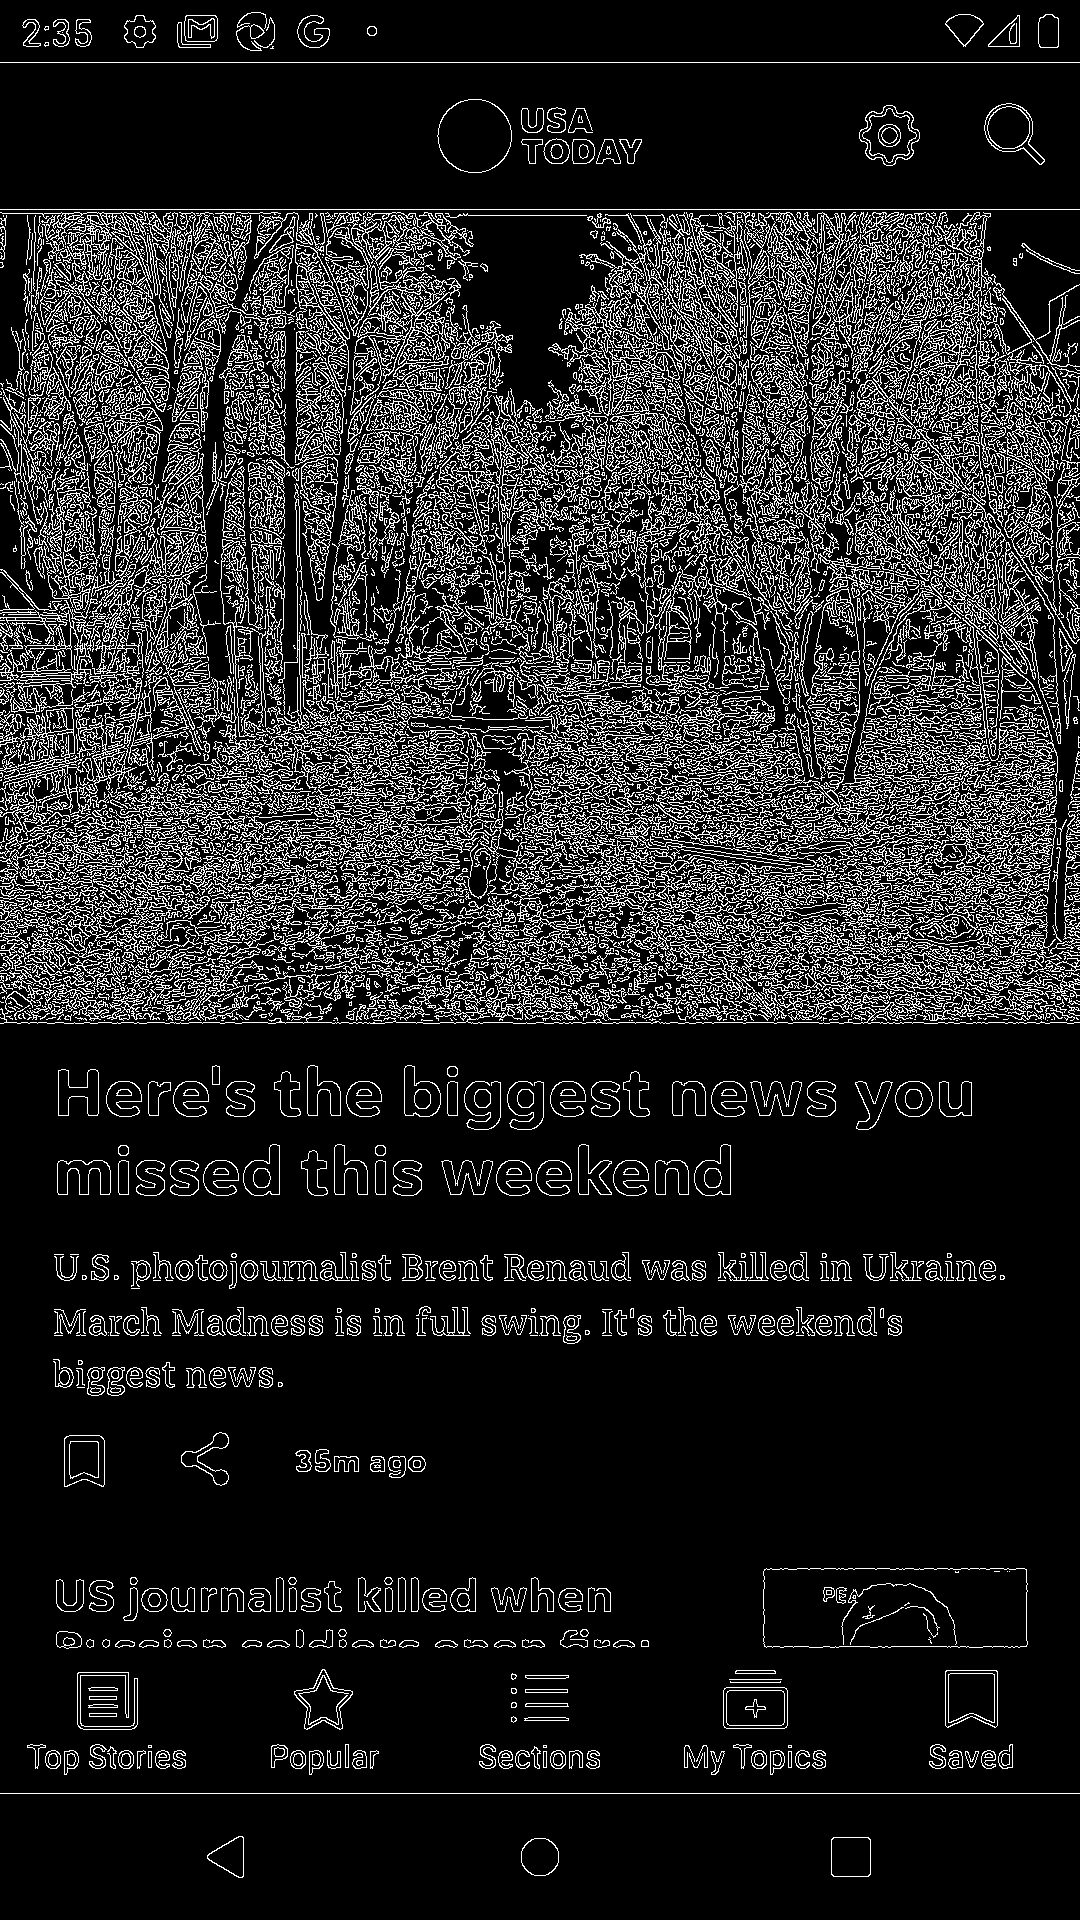 2:35
USA
TODAY
Here's the biggest news you
missed this weekend
U.S. photojournalist Brent Renaud was killed in Ukraine.
March Madness is in full swing. It's the weekend's
biggest news.
35m ago
US journalist killed when
PEA
Top Stories
Popular
Sections
My Topics
Saved